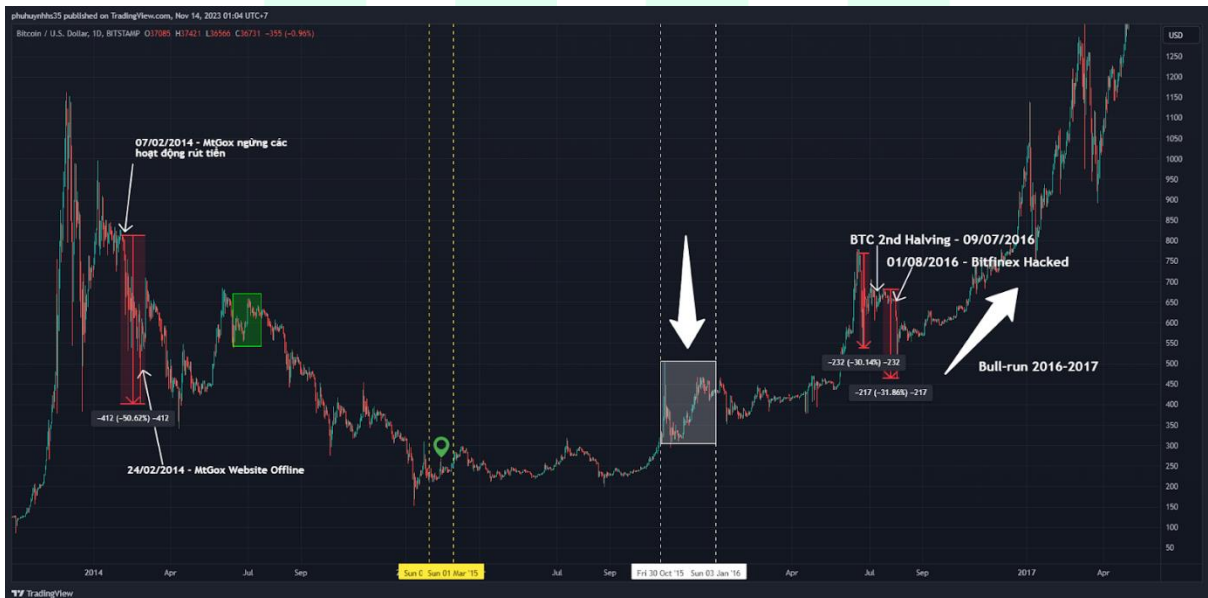 phuhuynhhs35 published on TradingView.com, Nov 14, 2023 01:04 UTC+7
Bitcoin / U.S. Dollar, 1D, BITSTAMP O37085 H37421 L36566 C36731 −355 (−0.96%)
USD
1250
1200
1150
1100
1050
1000
950
900
850
800
750
700
650
600
550
500
450
400
350
300
250
200
150
100
50
07/02/2014 - MtGox ngừng các
hoạt động rút tiền
−412 (−50.62%) −412
24/02/2014 - MtGox Website Offline
BTC 2nd Halving - 09/07/2016
01/08/2016 - Bitfinex Hacked
−232 (−30.14%) −232
−217 (−31.86%) −217
Bull-run 2016-2017
2014 Apr Jul Sep Sun Sun 01 Mar '15 Jul Sep Fri 30 Oct '15 Sun 03 Jan '16 Apr Jul Sep 2017 Apr
TradingView